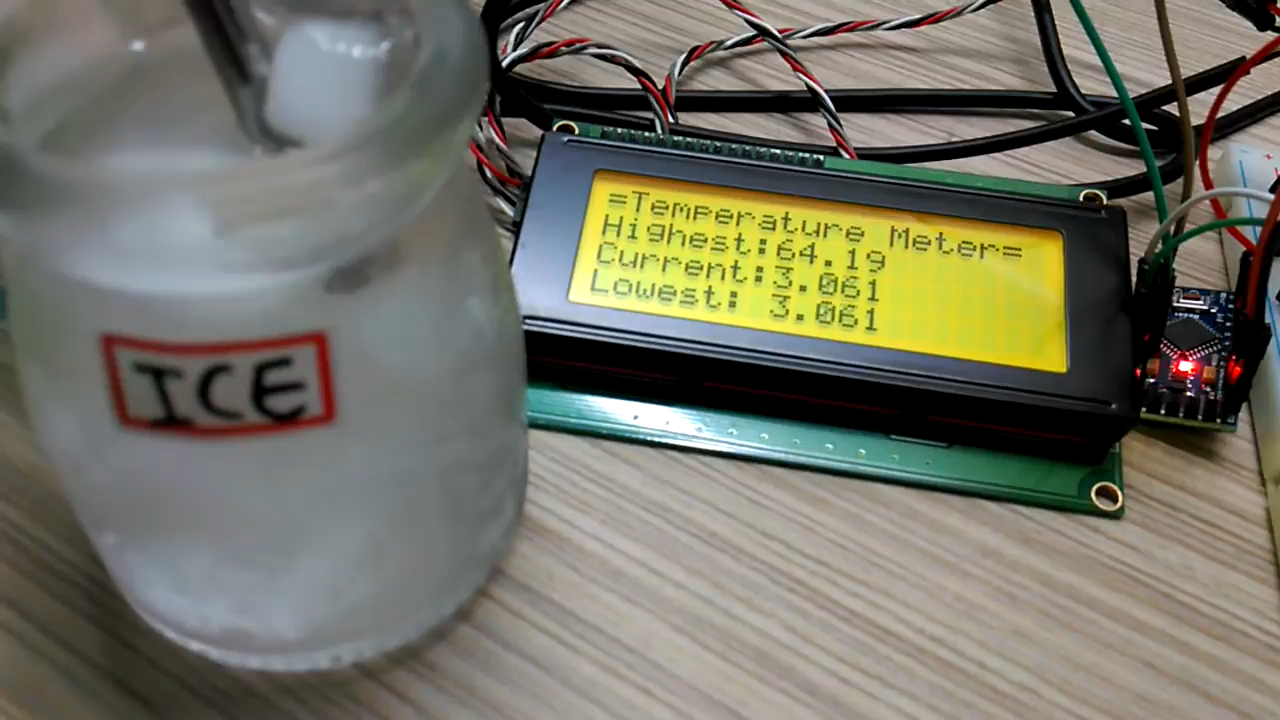 =Temperature Meter=
Highest:64.19
Current:3.061
Lowest: 3.061
ICE